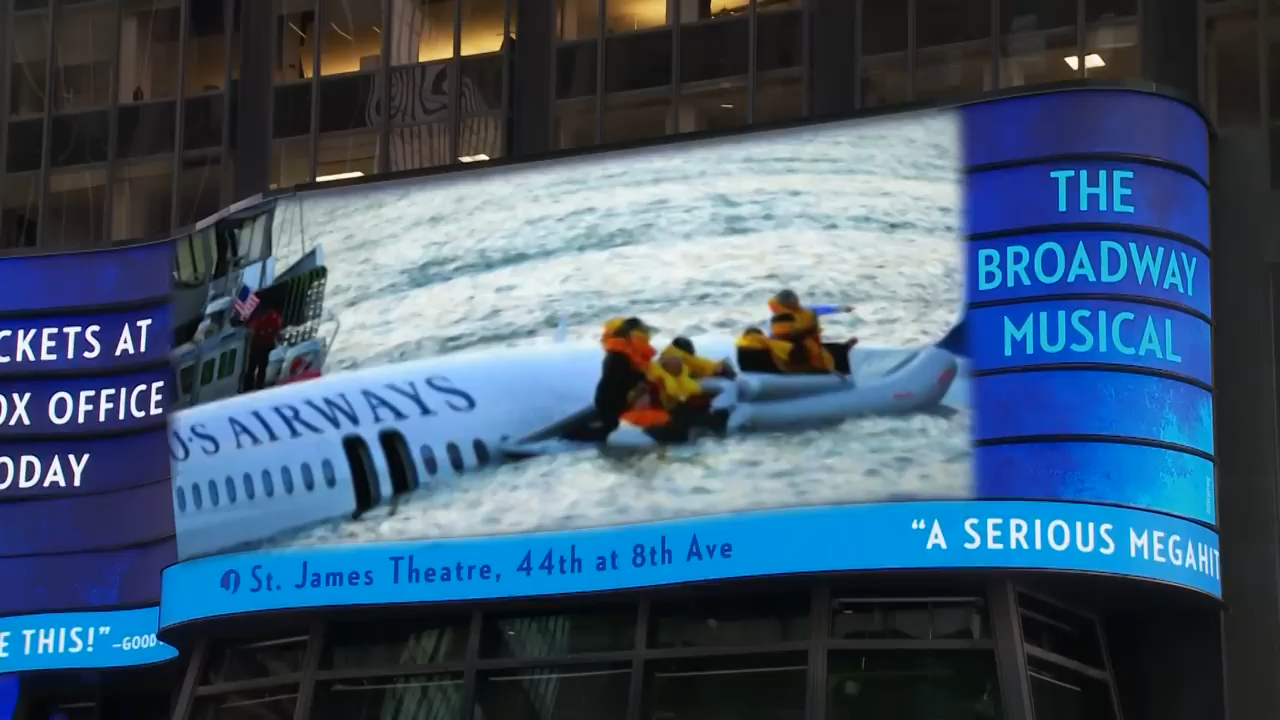 CKETS AT
OX OFFICE
ODAY
E THIS!” –GOOD
U·S AIRWAYS
THE
BROADWAY
MUSICAL
St. James Theatre, 44th at 8th Ave
“A SERIOUS MEGAHIT